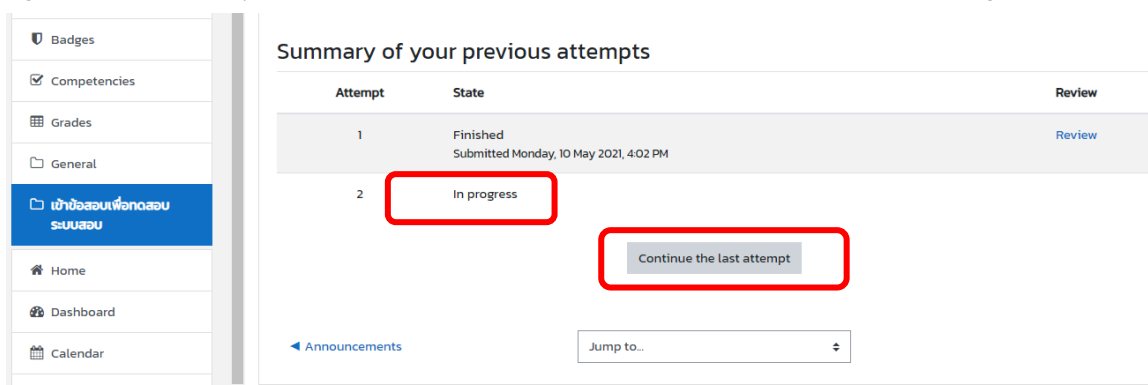 Badges
Competencies
Grades
General
เข้าข้อสอบเพื่อทดสอบ
ระบบสอบ
Home
Dashboard
Calendar
Summary of your previous attempts
Attempt State Review
1 Finished Review
Submitted Monday, 10 May 2021, 4:02 PM
2 In progress
Continue the last attempt
◄ Announcements
Jump to...